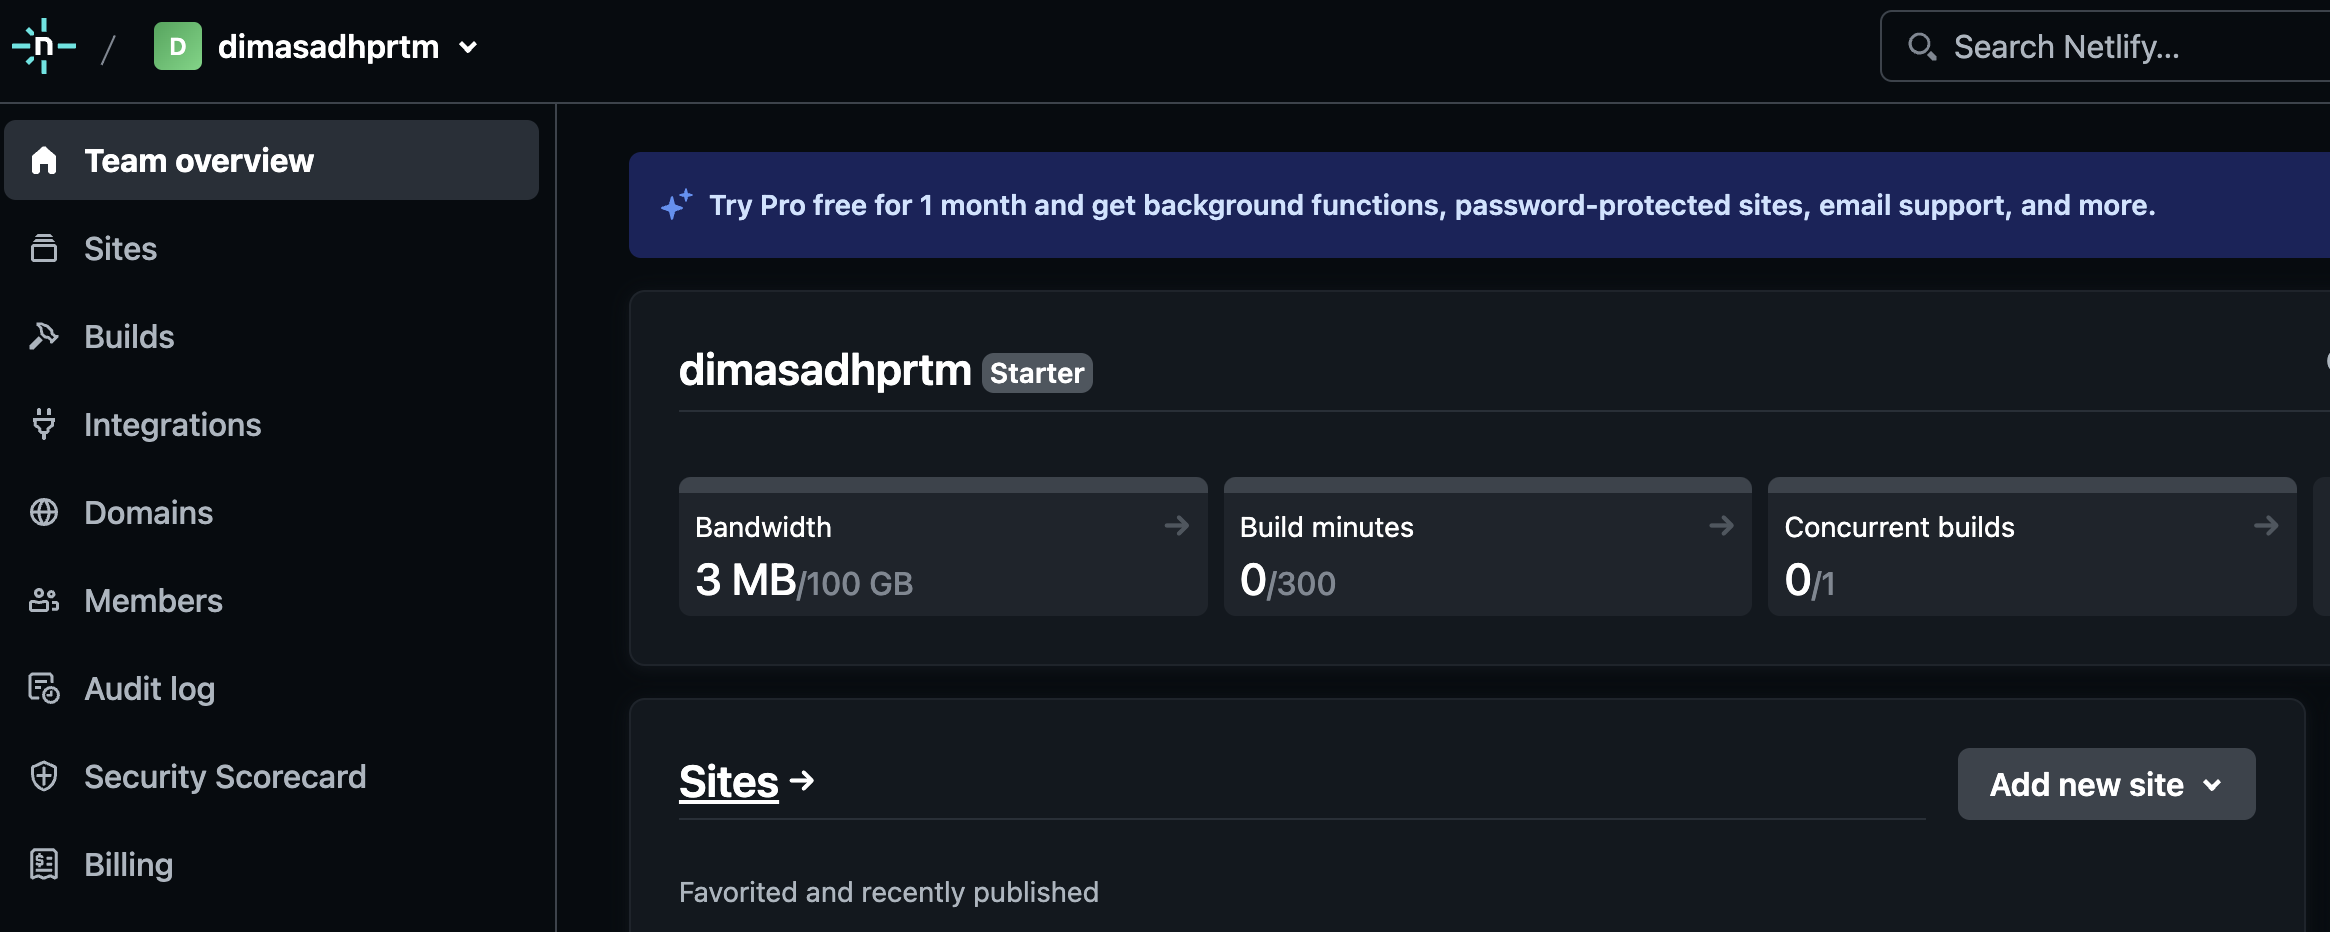 n / D dimasadhprtm
Search Netlify...
Team overview
Sites
Builds
Integrations
Domains
Members
Audit log
Security Scorecard
Billing
Try Pro free for 1 month and get background functions, password-protected sites, email support, and more.
dimasadhprtm Starter
Bandwidth
3 MB/100 GB
Build minutes
0/300
Concurrent builds
0/1
Sites →
Add new site
Favorited and recently published